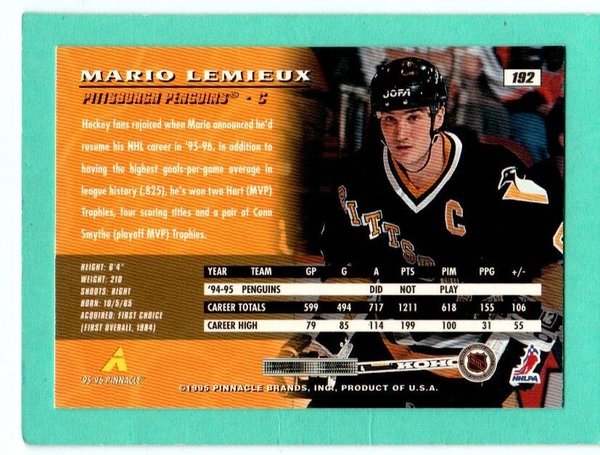 MARIO LEMIEUX
192
PITTSBURGH PENGUINS® - C
JOFA
Hockey fans rejoiced when Mario announced he'd
resume his NHL career in '95-96. In addition to
having the highest goals-per-game average in
league history (.825), he's won two Hart (MVP)
Trophies, four scoring titles and a pair of Conn
Smythe (playoff MVP) Trophies.
C
PITTS
HEIGHT: 6'4"
WEIGHT: 210
SHOOTS: RIGHT
BORN: 10/5/65
ACQUIRED: FIRST CHOICE
(FIRST OVERALL, 1984)
YEAR TEAM GP G A PTS PIM PPG +/-
'94-95 PENGUINS DID NOT PLAY
CAREER TOTALS 599 494 717 1211 618 155 106
CAREER HIGH 79 85 114 199 100 31 55
'95-96 PINNACLE
KOHO
NHL
NHLPA
©1995 PINNACLE BRANDS, INC., PRODUCT OF U.S.A.